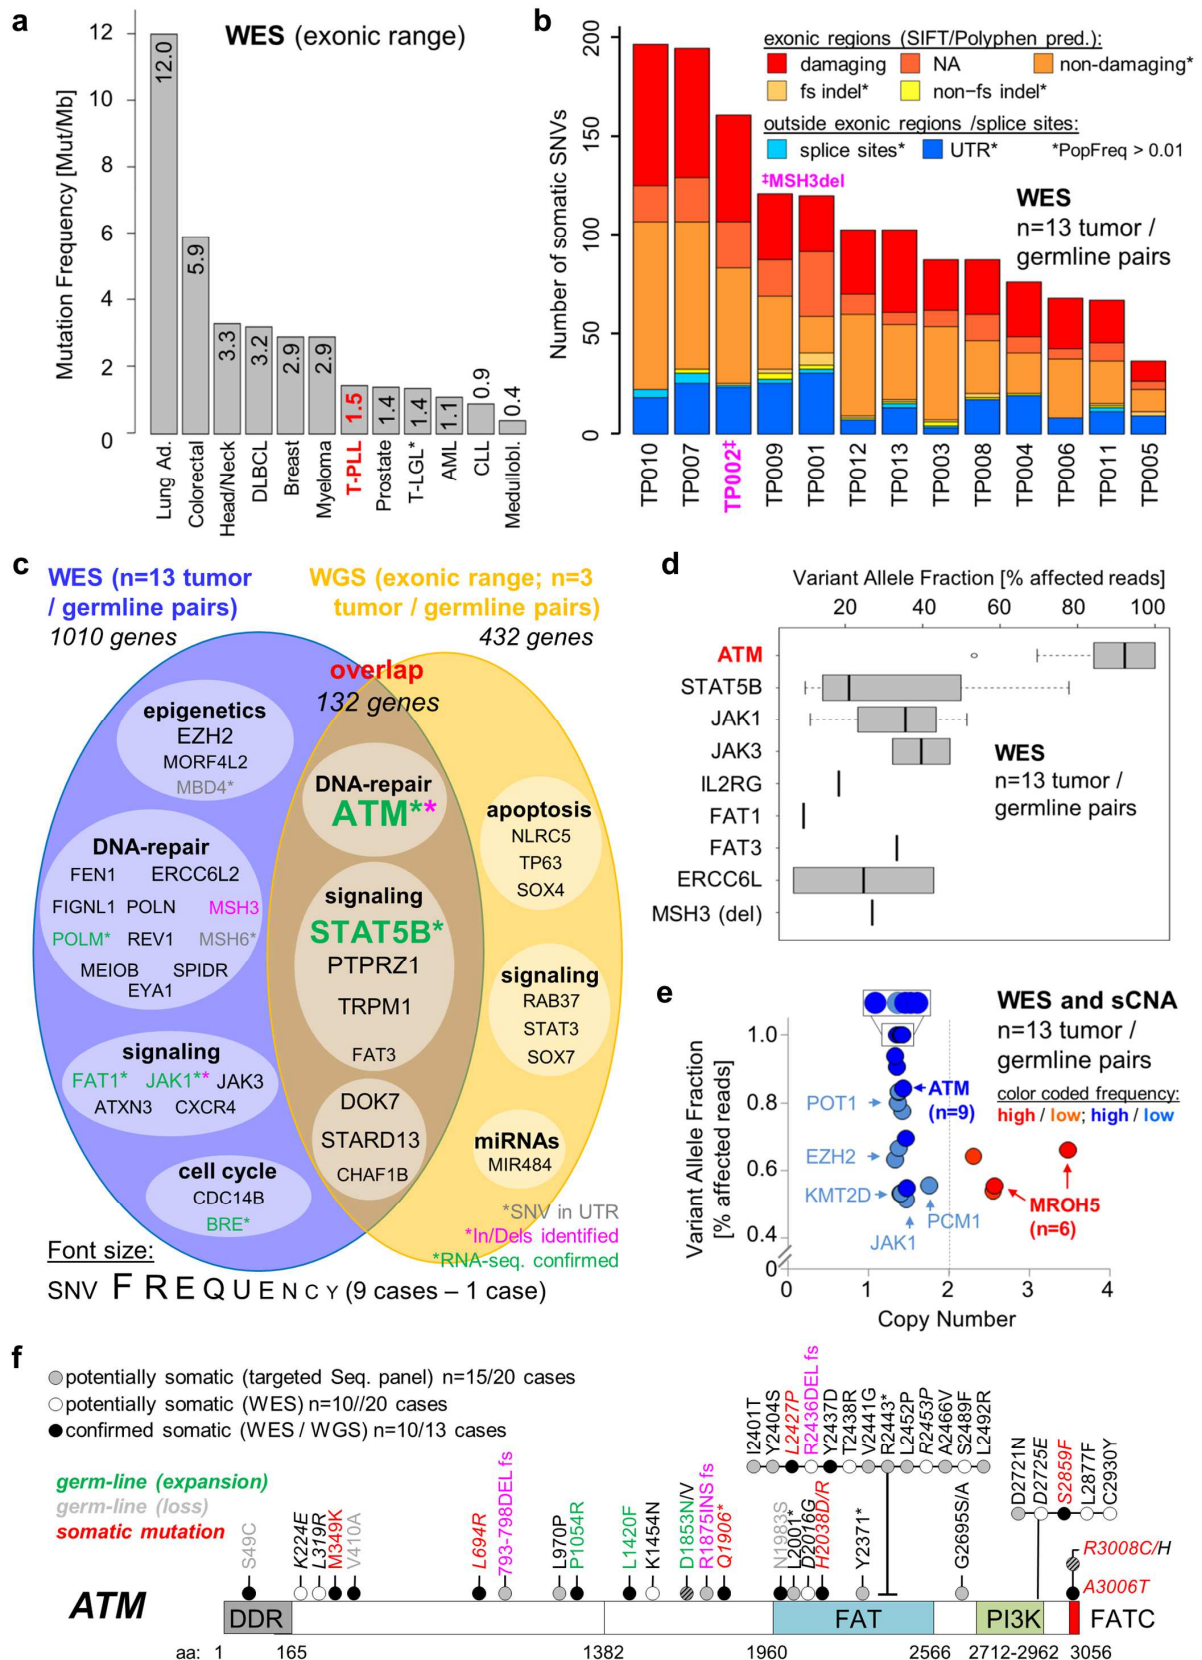 a
WES (exonic range)
Mutation Frequency [Mut/Mb]
12
10
8
6
4
2
0
12.0
5.9
3.3
3.2
2.9
2.9
1.5
1.4
1.4
1.1
0.9
0.4
Lung Ad.
Colorectal
Head/Neck
DLBCL
Breast
Myeloma
T-PLL
Prostate
T-LGL*
AML
CLL
Medullobl.
b
Number of somatic SNVs
200
150
100
50
0
exonic regions (SIFT/Polyphen pred.):
damaging NA non-damaging*
fs indel* non-fs indel*
outside exonic regions /splice sites:
splice sites* UTR* *PopFreq > 0.01
‡MSH3del
WES
n=13 tumor /
germline pairs
TP010
TP007
TP002‡
TP009
TP001
TP012
TP013
TP003
TP008
TP004
TP006
TP011
TP005
c
WES (n=13 tumor
/ germline pairs)
1010 genes
WGS (exonic range; n=3
tumor / germline pairs)
432 genes
overlap
132 genes
epigenetics
EZH2
MORF4L2
MBD4*
DNA-repair
FEN1 ERCC6L2
FIGNL1 POLN MSH3
POLM* REV1 MSH6*
MEIOB SPIDR
EYA1
signaling
FAT1* JAK1** JAK3
ATXN3 CXCR4
cell cycle
CDC14B
BRE*
DNA-repair
ATM**
signaling
STAT5B*
PTPRZ1
TRPM1
FAT3
DOK7
STARD13
CHAF1B
apoptosis
NLRC5
TP63
SOX4
signaling
RAB37
STAT3
SOX7
miRNAs
MIR484
*SNV in UTR
*In/Dels identified
*RNA-seq. confirmed
Font size:
SNV FREQUENCY (9 cases – 1 case)
d
Variant Allele Fraction [% affected reads]
20 40 60 80 100
ATM
STAT5B
JAK1
JAK3
IL2RG
FAT1
FAT3
ERCC6L
MSH3 (del)
WES
n=13 tumor /
germline pairs
e
WES and sCNA
n=13 tumor /
germline pairs
color coded frequency:
high / low; high / low
Variant Allele Fraction
[% affected reads]
1.0
0.8
0.6
0.4
0
ATM
(n=9)
POT1
EZH2
KMT2D
JAK1
PCM1
MROH5
(n=6)
0 1 2 3 4
Copy Number
f
potentially somatic (targeted Seq. panel) n=15/20 cases
potentially somatic (WES) n=10//20 cases
confirmed somatic (WES / WGS) n=10/13 cases
germ-line (expansion)
germ-line (loss)
somatic mutation
S49C
K224E
L319R
M349K
V410A
L694R
793-798DEL fs
L970P
P1054R
L1420F
K1454N
D1853N/V
R1875INS fs
Q1906*
N1983S
L2001*
D2016G
H2038D/R
Y2371*
I2401T
Y2404S
L2427P
R2436DEL fs
Y2437D
T2438R
V2441G
R2443*
L2452P
R2453P
A2466V
S2489F
L2492R
G2695S/A
D2721N
D2725E
S2859F
L2877F
C2930Y
R3008C/H
A3006T
ATM
DDR
FAT
PI3K
FATC
aa: 1 165 1382 1960 2566 2712-2962 3056